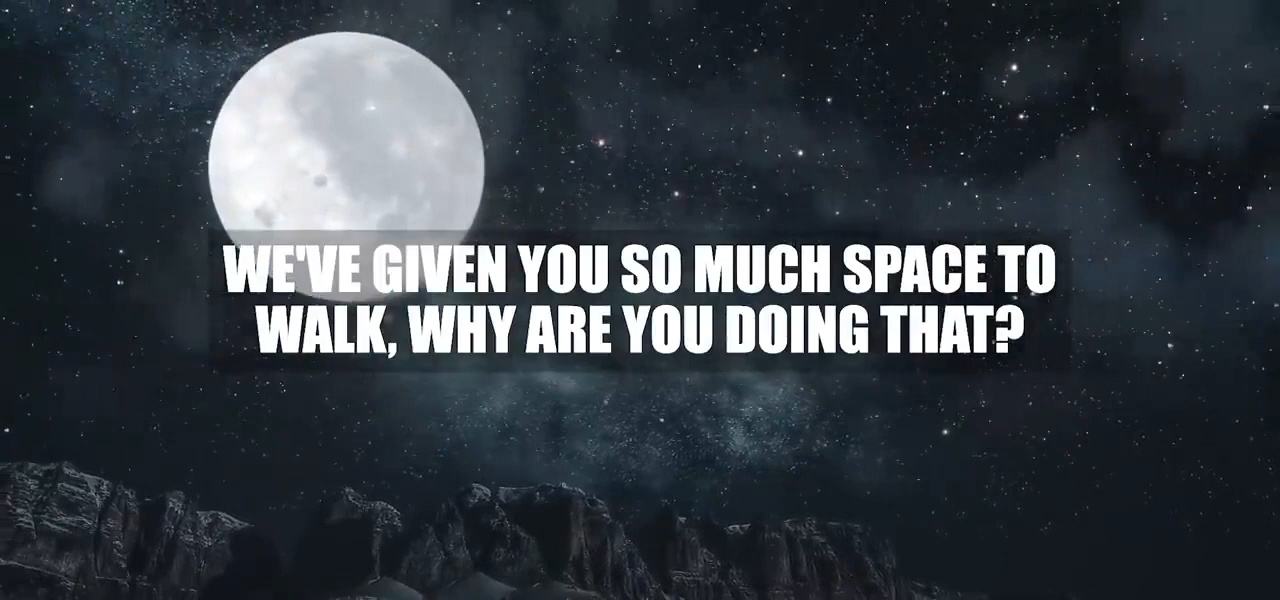 WE'VE GIVEN YOU SO MUCH SPACE TO
WALK, WHY ARE YOU DOING THAT?